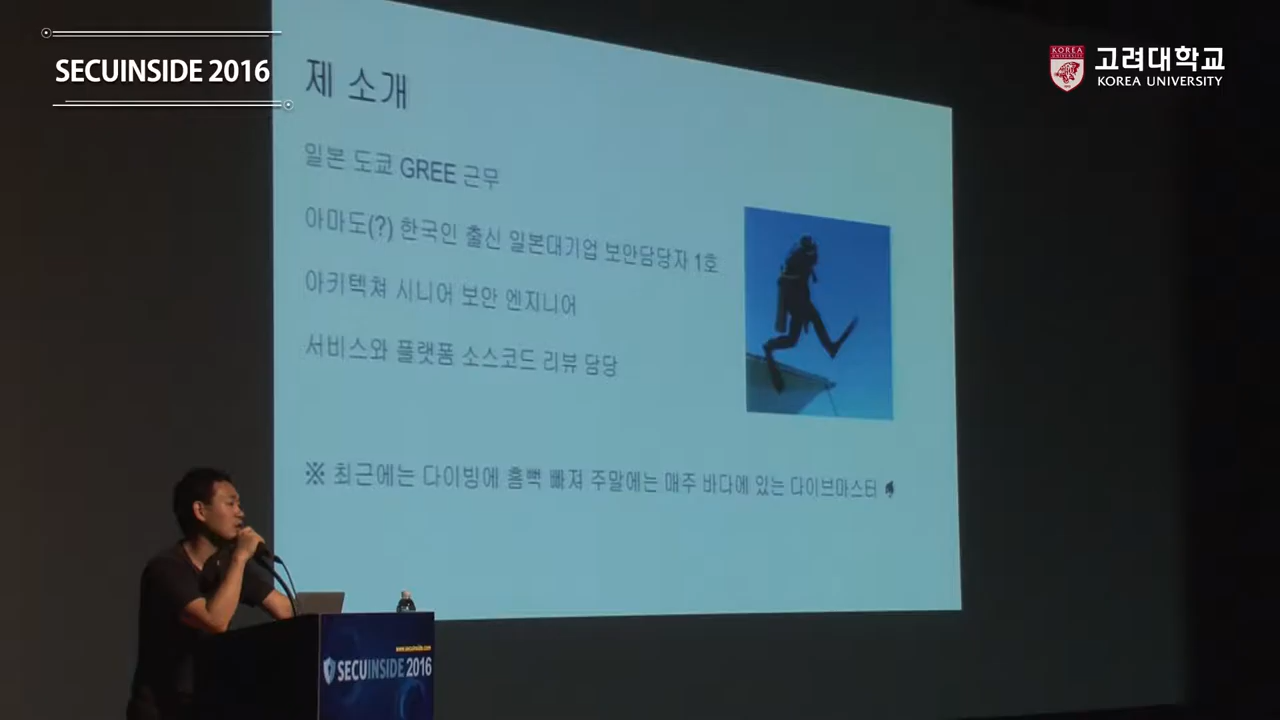 SECUINSIDE 2016
KOREA UNIVERSITY
고려대학교
KOREA UNIVERSITY
제 소개
일본 도쿄 GREE 근무
아마도(?) 한국인 출신 일본대기업 보안담당자 1호
아키텍쳐 시니어 보안 엔지니어
서비스와 플랫폼 소스코드 리뷰 담당
※ 최근에는 다이빙에 흠뻑 빠져 주말에는 매주 바다에 있는 다이브마스터
www.secuinside.com
SECUINSIDE 2016